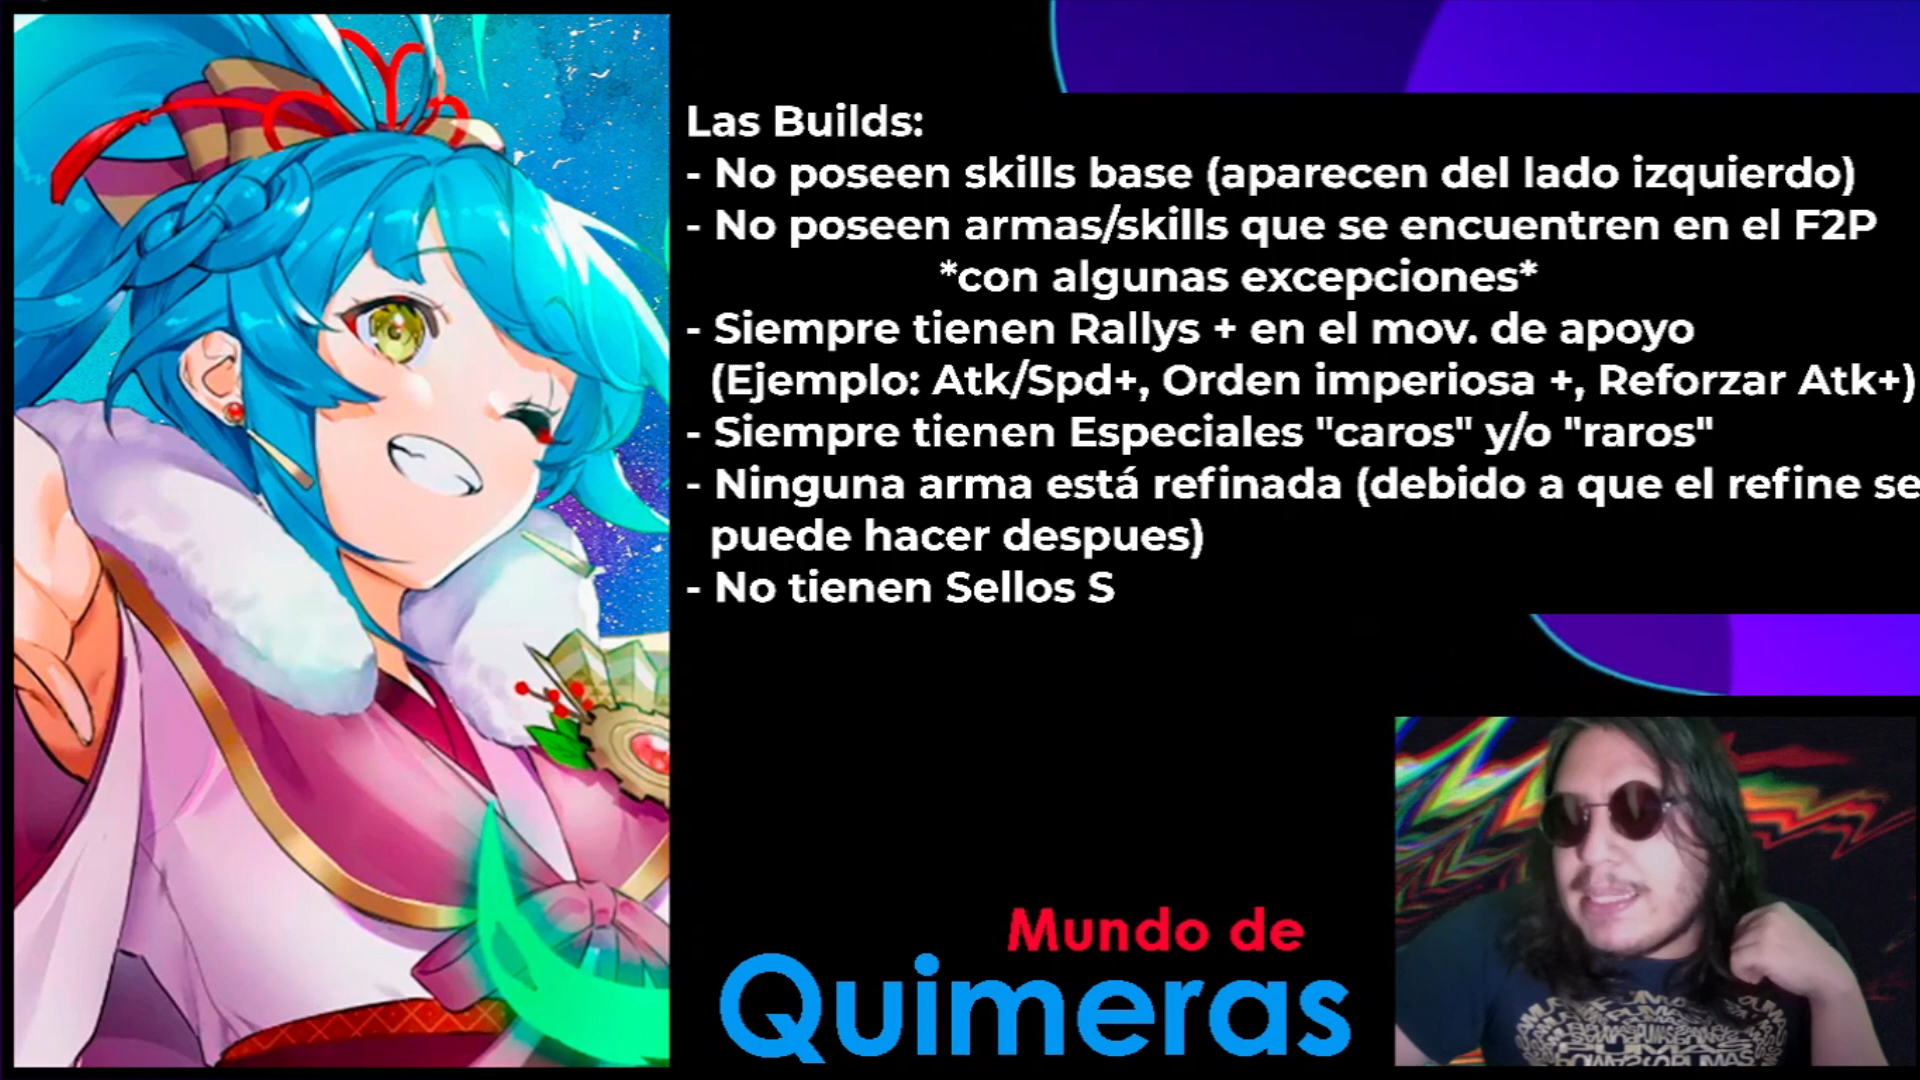 Las Builds:
- No poseen skills base (aparecen del lado izquierdo)
- No poseen armas/skills que se encuentren en el F2P
*con algunas excepciones*
- Siempre tienen Rallys + en el mov. de apoyo
(Ejemplo: Atk/Spd+, Orden imperiosa +, Reforzar Atk+)
- Siempre tienen Especiales "caros" y/o "raros"
- Ninguna arma está refinada (debido a que el refine se
puede hacer despues)
- No tienen Sellos S
Mundo de
Quimeras